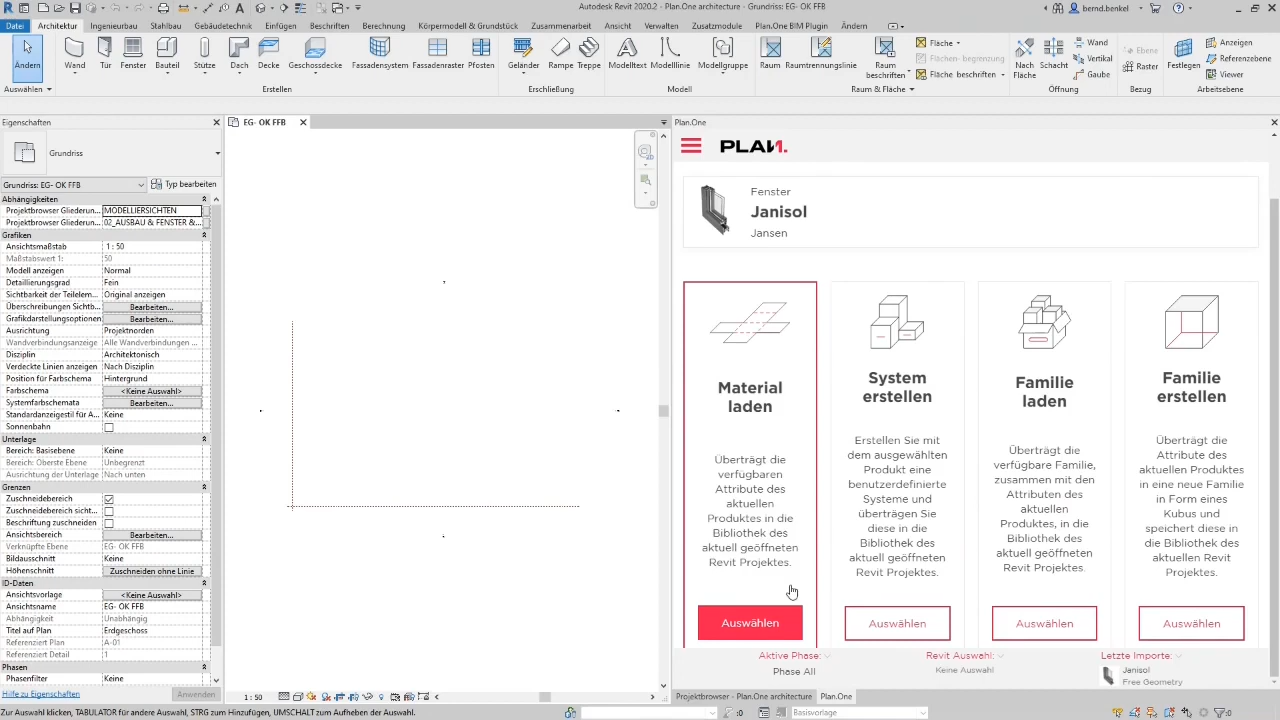 Autodesk Revit 2020.2 - Plan.One architecture - Grundriss: EG- OK FFB
bernd.benkel
Datei Architektur Ingenieurbau Stahlbau Fertigteile Gebäudetechnik Einfügen Beschriften Berechnung Körpermodell & Grundstück Zusammenarbeit Ansicht Verwalten Zusatzmodule Plan.One BIM Plugin Ändern
Ändern Wand Tür Fenster Bauteil Stütze Dach Decke Geschossdecke Fassadensystem Fassadenraster Pfosten Geländer Rampe Treppe Modelltext Modelllinie Modellgruppe Raum Raumtrennungslinie Raum beschriften
Fläche
Flächen- begrenzung
Fläche beschriften
Nach Fläche Schacht
Wand
Vertikal
Gaube
Ebene
Raster
Festlegen
Anzeigen
Referenzebene
Viewer
Auswählen Erstellen Erschließung Modell Raum & Fläche Öffnung Bezug Arbeitsebene
Eigenschaften
Grundriss
Grundriss: EG- OK FFB Typ bearbeiten
Abhängigkeiten
Projektbrowser Gliederun... MODELLIERSICHTEN
Projektbrowser Gliederun... 02_AUSBAU & FENSTER &...
Grafiken
Ansichtsmaßstab 1 : 50
Maßstabswert 1: 50
Modell anzeigen Normal
Detaillierungsgrad Fein
Sichtbarkeit der Teilelem... Original anzeigen
Überschreibungen Sichtb... Bearbeiten...
Grafikdarstellungsoptionen Bearbeiten...
Ausrichtung Projektnorden
Wandverbindungsanzeige Alle Wandverbindungen ...
Disziplin Architektonisch
Verdeckte Linien anzeigen Nach Disziplin
Position für Farbschema Hintergrund
Farbschema <Keine Auswahl>
Systemfarbschemata Bearbeiten...
Standardanzeigestil für A... Keine
Sonnenbahn
Unterlage
Bereich: Basisebene Keine
Bereich: Oberste Ebene Unbegrenzt
Ausrichtung der Unterlage Nach unten
Grenzen
Zuschneidebereich
Zuschneidebereich sicht...
Beschriftung zuschneiden
Ansichtsbereich Bearbeiten...
Verknüpfte Ebene EG- OK FFB
Bildausschnitt Keine
Höhenschnitt Zuschneiden ohne Linie
ID-Daten
Ansichtsvorlage <Keine Auswahl>
Ansichtsname EG- OK FFB
Abhängigkeit Unabhängig
Titel auf Plan Erdgeschoss
Referenziert Plan A-01
Referenziert Detail 1
Phasen
Phasenfilter Keine
Hilfe zu Eigenschaften Anwenden
EG- OK FFB
1 : 50
Plan.One
PLAN.
Fenster
Janisol
Jansen
Material
laden
Überträgt die
verfügbaren
Attribute des
aktuellen
Produktes in die
Bibliothek des
aktuell geöffneten
Revit Projektes.
Auswählen
System
erstellen
Erstellen Sie mit
dem ausgewählten
Produkt eine
benutzerdefinierte
Systeme und
überträgen Sie
diese in die
Bibliothek des
aktuell geöffneten
Revit Projektes.
Auswählen
Familie
laden
Überträgt die
verfügbare Familie,
zusammen mit den
Attributen des
aktuellen
Produktes, in die
Bibliothek des
aktuell geöffneten
Revit Projektes.
Auswählen
Familie
erstellen
Überträgt die
Attribute des
aktuellen Produktes
in eine neue Familie
in Form eines
Kubus und
speichert diese in
die Bibliothek des
aktuellen Revit
Projektes.
Auswählen
Aktive Phase:
Phase All
Revit Auswahl:
Keine Auswahl
Letzte Importe:
Janisol
Free Geometry
Projektbrowser - Plan.One architecture Plan.One
Zur Auswahl klicken, TABULATOR für andere Auswahl, STRG zum Hinzufügen, UMSCHALT zum Aufheben der Auswahl.
:0 Basisvorlage :0